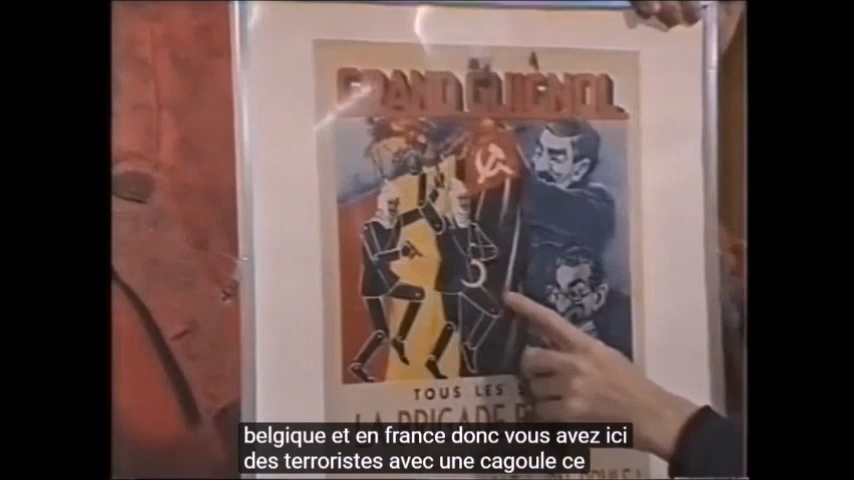 GRAND GUIGNOL
TOUS LES
LA BRIGADE
belgique et en france donc vous avez ici
des terroristes avec une cagoule ce